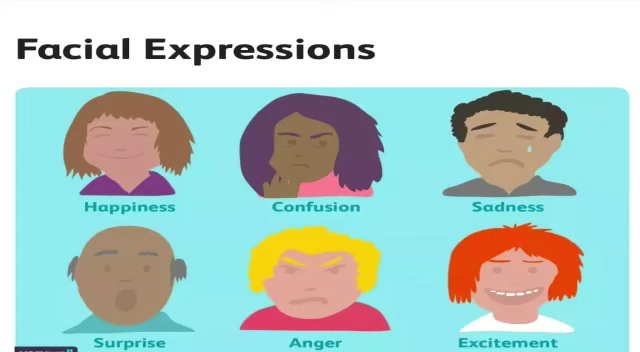 Facial Expressions
Happiness
Confusion
Sadness
Surprise
Anger
Excitement